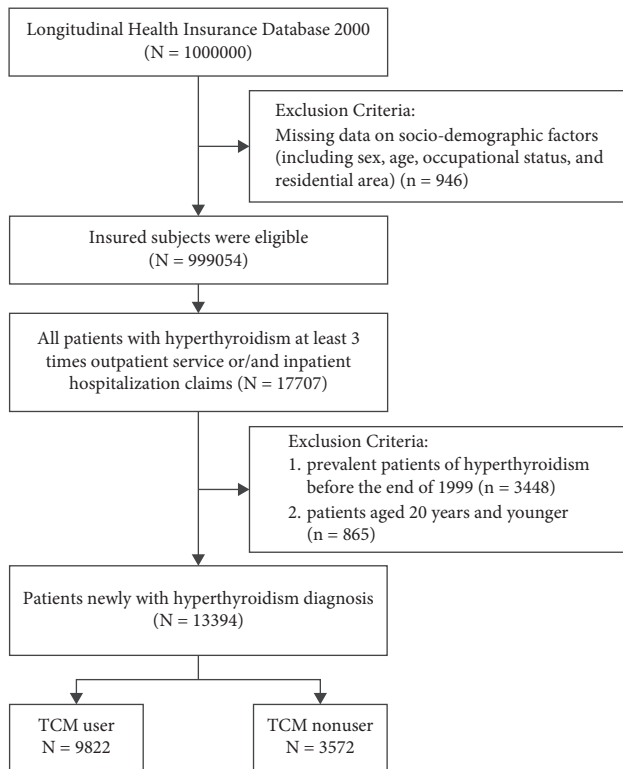 Longitudinal Health Insurance Database 2000
(N = 1000000)
Exclusion Criteria:
Missing data on socio-demographic factors
(including sex, age, occupational status, and
residential area) (n = 946)
Insured subjects were eligible
(N = 999054)
All patients with hyperthyroidism at least 3
times outpatient service or/and inpatient
hospitalization claims (N = 17707)
Exclusion Criteria:
1. prevalent patients of hyperthyroidism
before the end of 1999 (n = 3448)
2. patients aged 20 years and younger
(n = 865)
Patients newly with hyperthyroidism diagnosis
(N = 13394)
TCM user
N = 9822
TCM nonuser
N = 3572